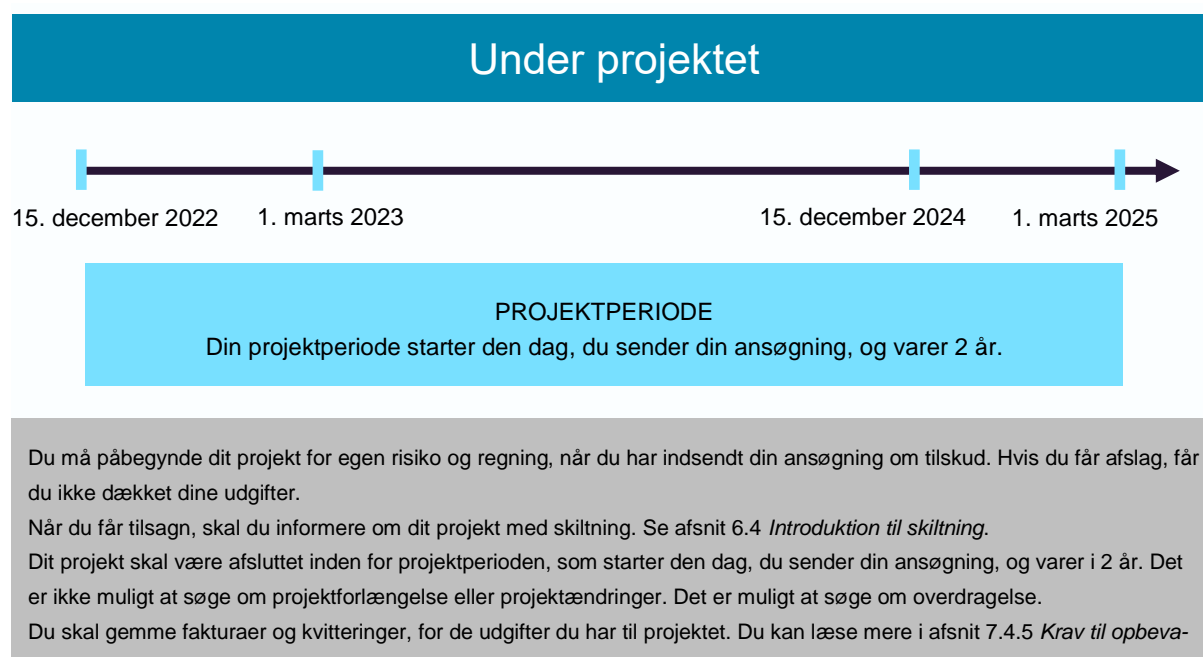 Under projektet
15. december 2022 1. marts 2023 15. december 2024 1. marts 2025
PROJEKTPERIODE
Din projektperiode starter den dag, du sender din ansøgning, og varer 2 år.
Du må påbegynde dit projekt for egen risiko og regning, når du har indsendt din ansøgning om tilskud. Hvis du får afslag, får
du ikke dækket dine udgifter.
Når du får tilsagn, skal du informere om dit projekt med skiltning. Se afsnit 6.4 Introduktion til skiltning.
Dit projekt skal være afsluttet inden for projektperioden, som starter den dag, du sender din ansøgning, og varer i 2 år. Det
er ikke muligt at søge om projektforlængelse eller projektændringer. Det er muligt at søge om overdragelse.
Du skal gemme fakturaer og kvitteringer, for de udgifter du har til projektet. Du kan læse mere i afsnit 7.4.5 Krav til opbeva-